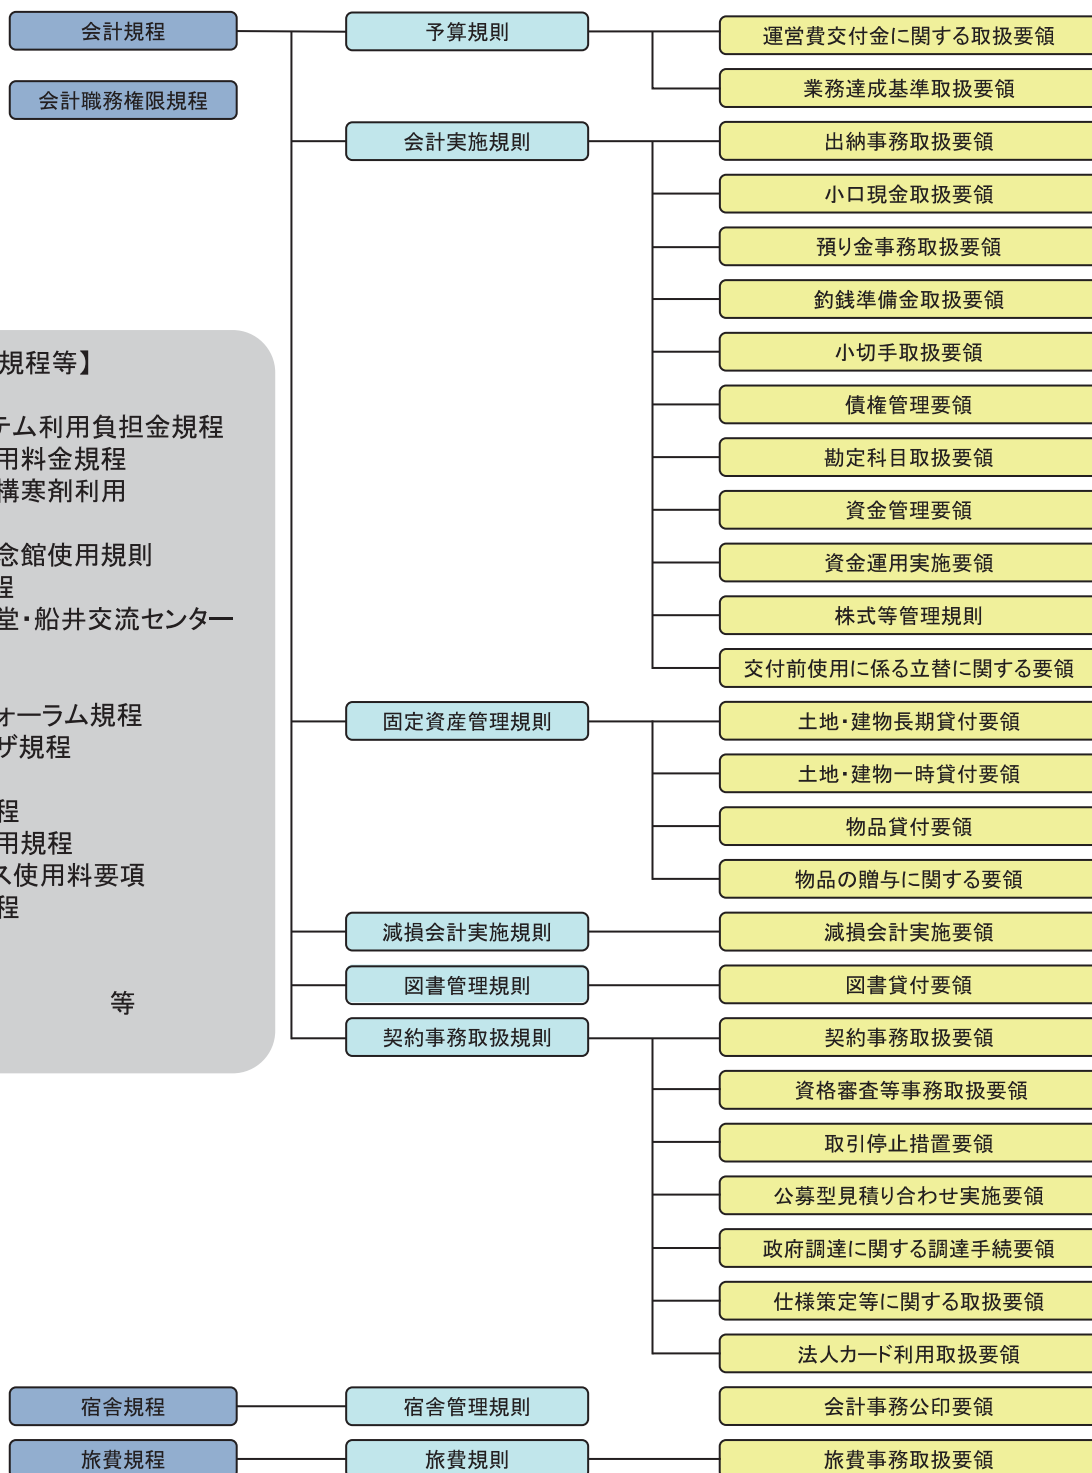 会計規程
予算規則
運営費交付金に関する取扱要領
業務達成基準取扱要領
会計職務権限規程
会計実施規則
出納事務取扱要領
小口現金取扱要領
預り金事務取扱要領
釣銭準備金取扱要領
小切手取扱要領
債権管理要領
勘定科目取扱要領
資金管理要領
資金運用実施要領
株式等管理規則
交付前使用に係る立替に関する要領
規程等】
テム利用負担金規程
用料金規程
構寒剤利用
念館使用規則
程
堂・船井交流センター
ォーラム規程
ザ規程
程
用規程
ス使用料要項
程
等
固定資産管理規則
土地・建物長期貸付要領
土地・建物一時貸付要領
物品貸付要領
物品の贈与に関する要領
減損会計実施規則
減損会計実施要領
図書管理規則
図書貸付要領
契約事務取扱規則
契約事務取扱要領
資格審査等事務取扱要領
取引停止措置要領
公募型見積り合わせ実施要領
政府調達に関する調達手続要領
仕様策定等に関する取扱要領
法人カード利用取扱要領
宿舎規程
宿舎管理規則
会計事務公印要領
旅費規程
旅費規則
旅費事務取扱要領